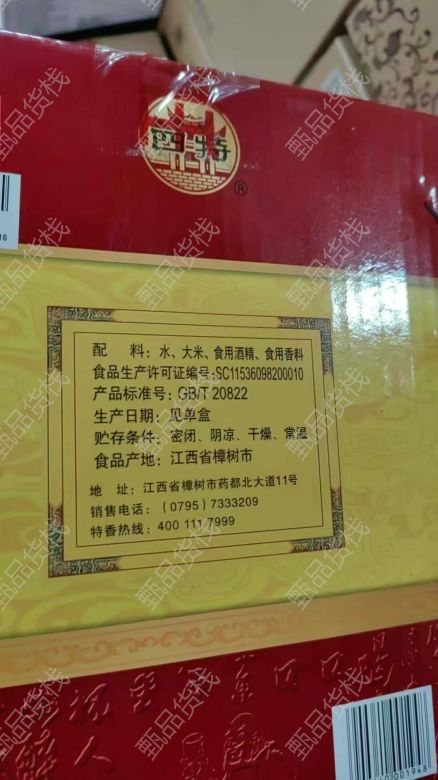 四特
®
配 料：水、大米、食用酒精、食用香料
食品生产许可证编号：SC11536098200010
产品标准号：GB/T 20822
生产日期：见单盒
贮存条件：密闭、阴凉、干燥、常温
食品产地：江西省樟树市
地 址：江西省樟树市药都北大道11号
销售电话：（0795）7333209
特香热线：400 111 7999
甄品货栈